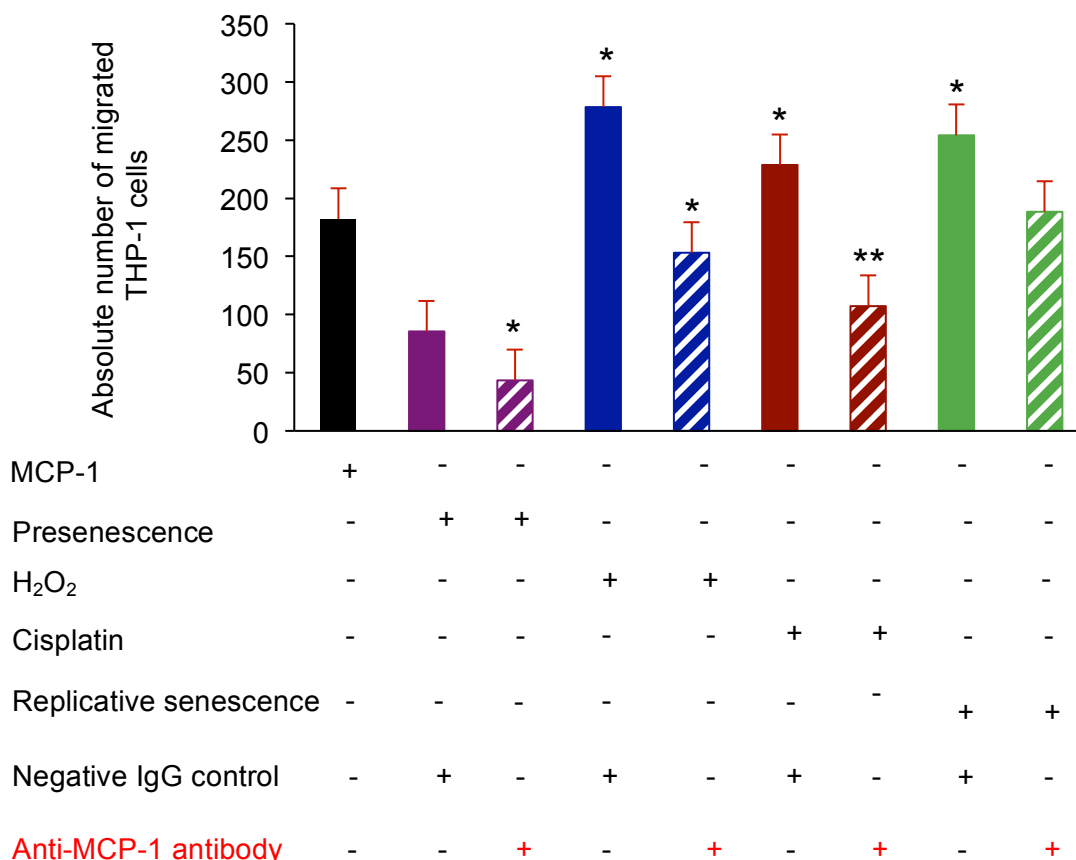 Absolute number of migrated
THP-1 cells
350
300
250
200
150
100
50
0
* * * * ** *
MCP-1 + - - - - - - - -
Presenescence - + + - - - - - -
H₂O₂ - - - + + - - - -
Cisplatin - - - - - + + - -
Replicative senescence - - - - - - - + +
Negative IgG control - + - + - + - + -
Anti-MCP-1 antibody - - + - + - + - +